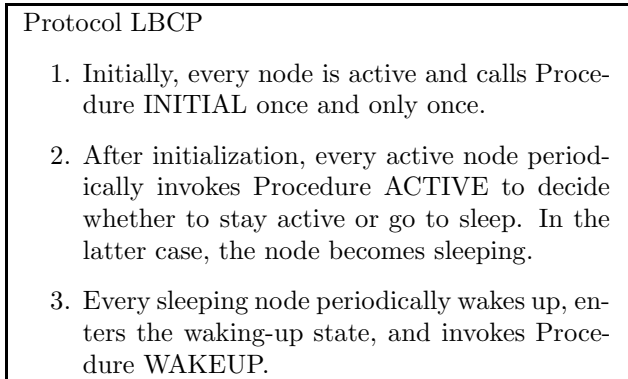 Protocol LBCP
1. Initially, every node is active and calls Proce-
dure INITIAL once and only once.
2. After initialization, every active node period-
ically invokes Procedure ACTIVE to decide
whether to stay active or go to sleep. In the
latter case, the node becomes sleeping.
3. Every sleeping node periodically wakes up, en-
ters the waking-up state, and invokes Proce-
dure WAKEUP.